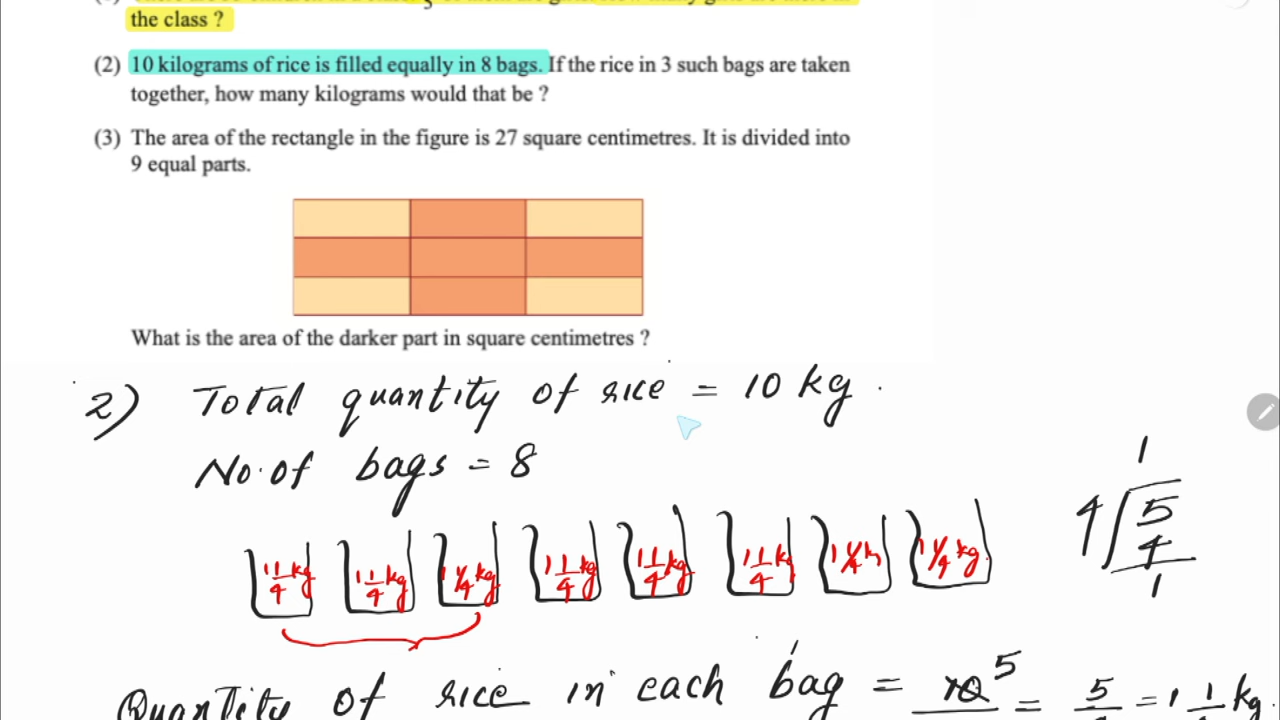 the class ?
(2) 10 kilograms of rice is filled equally in 8 bags. If the rice in 3 such bags are taken
together, how many kilograms would that be ?
(3) The area of the rectangle in the figure is 27 square centimetres. It is divided into
9 equal parts.
What is the area of the darker part in square centimetres ?
2) Total quantity of rice = 10 kg
No. of bags = 8
1 1/4 kg 1 1/4 kg 1 1/4 kg 1 1/4 kg 1 1/4 kg 1 1/4 kg 1 1/4 kg
1
4 5
4
1
Quantity of rice in each bag = 10 5 = 5 = 1 1 kg